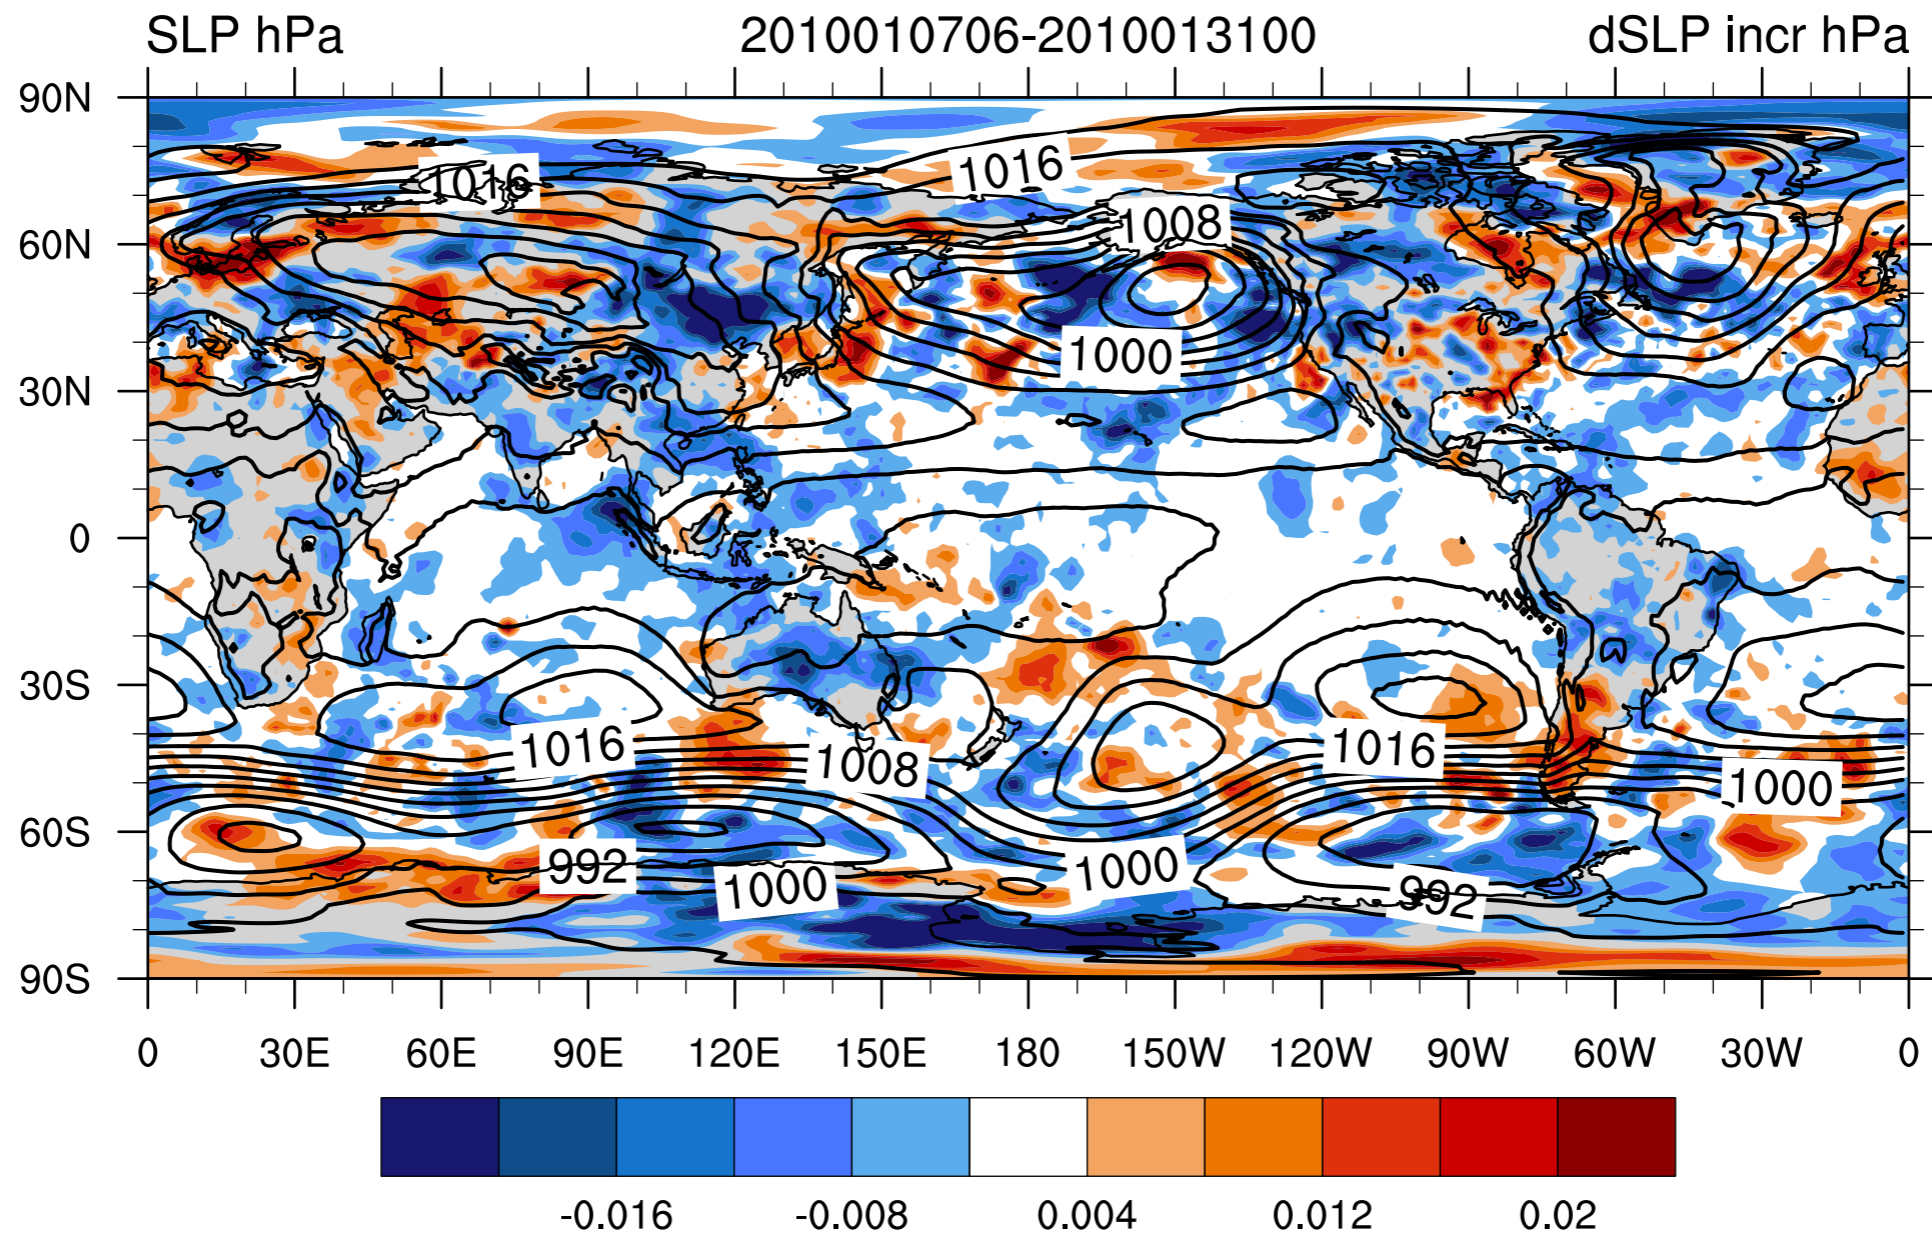 SLP hPa 2010010706-2010013100 dSLP incr hPa
90N
1016 1016
1008
60N
1000
30N
0
30S
1016 1008 1016 1000
60S
992 1000 1000 992
90S
0 30E 60E 90E 120E 150E 180 150W 120W 90W 60W 30W 0
-0.016 -0.008 0.004 0.012 0.02